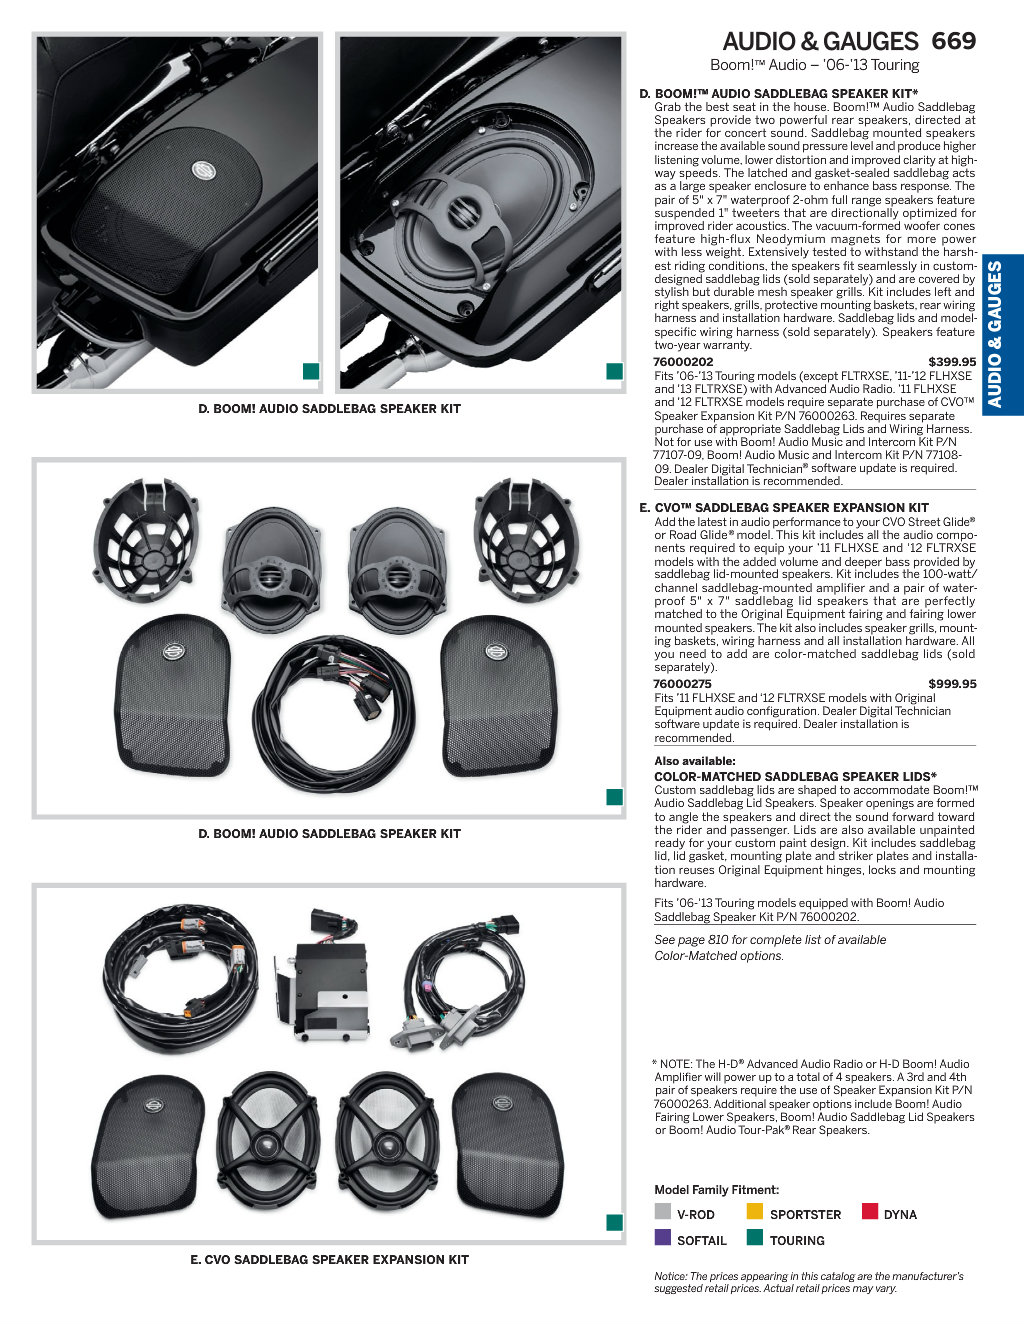 AUDIO & GAUGES 669
Boom!™ Audio – '06-'13 Touring
D. BOOM! AUDIO SADDLEBAG SPEAKER KIT
D. BOOM! AUDIO SADDLEBAG SPEAKER KIT
E. CVO SADDLEBAG SPEAKER EXPANSION KIT
D. BOOM!™ AUDIO SADDLEBAG SPEAKER KIT*
Grab the best seat in the house. Boom!™ Audio Saddlebag
Speakers provide two powerful rear speakers, directed at
the rider for concert sound. Saddlebag mounted speakers
increase the available sound pressure level and produce higher
listening volume, lower distortion and improved clarity at high-
way speeds. The latched and gasket-sealed saddlebag acts
as a large speaker enclosure to enhance bass response. The
pair of 5" x 7" waterproof 2-ohm full range speakers feature
suspended 1" tweeters that are directionally optimized for
improved rider acoustics. The vacuum-formed woofer cones
feature high-flux Neodymium magnets for more power
with less weight. Extensively tested to withstand the harsh-
est riding conditions, the speakers fit seamlessly in custom-
designed saddlebag lids (sold separately) and are covered by
stylish but durable mesh speaker grills. Kit includes left and
right speakers, grills, protective mounting baskets, rear wiring
harness and installation hardware. Saddlebag lids and model-
specific wiring harness (sold separately). Speakers feature
two-year warranty.
76000202 $399.95
Fits '06-'13 Touring models (except FLTRXSE, '11-'12 FLHXSE
and '13 FLTRXSE) with Advanced Audio Radio. '11 FLHXSE
and '12 FLTRXSE models require separate purchase of CVO™
Speaker Expansion Kit P/N 76000263. Requires separate
purchase of appropriate Saddlebag Lids and Wiring Harness.
Not for use with Boom! Audio Music and Intercom Kit P/N
77107-09, Boom! Audio Music and Intercom Kit P/N 77108-
09. Dealer Digital Technician® software update is required.
Dealer installation is recommended.
E. CVO™ SADDLEBAG SPEAKER EXPANSION KIT
Add the latest in audio performance to your CVO Street Glide®
or Road Glide® model. This kit includes all the audio compo-
nents required to equip your '11 FLHXSE and '12 FLTRXSE
models with the added volume and deeper bass provided by
saddlebag lid-mounted speakers. Kit includes the 100-watt/
channel saddlebag-mounted amplifier and a pair of water-
proof 5" x 7" saddlebag lid speakers that are perfectly
matched to the Original Equipment fairing and fairing lower
mounted speakers. The kit also includes speaker grills, mount-
ing baskets, wiring harness and all installation hardware. All
you need to add are color-matched saddlebag lids (sold
separately).
76000275 $999.95
Fits '11 FLHXSE and '12 FLTRXSE models with Original
Equipment audio configuration. Dealer Digital Technician
software update is required. Dealer installation is
recommended.
Also available:
COLOR-MATCHED SADDLEBAG SPEAKER LIDS*
Custom saddlebag lids are shaped to accommodate Boom!™
Audio Saddlebag Lid Speakers. Speaker openings are formed
to angle the speakers and direct the sound forward toward
the rider and passenger. Lids are also available unpainted
ready for your custom paint design. Kit includes saddlebag
lid, lid gasket, mounting plate and striker plates and installa-
tion reuses Original Equipment hinges, locks and mounting
hardware.
Fits '06-'13 Touring models equipped with Boom! Audio
Saddlebag Speaker Kit P/N 76000202.
See page 810 for complete list of available
Color-Matched options.
* NOTE: The H-D® Advanced Audio Radio or H-D Boom! Audio
Amplifier will power up to a total of 4 speakers. A 3rd and 4th
pair of speakers require the use of Speaker Expansion Kit P/N
76000263. Additional speaker options include Boom! Audio
Fairing Lower Speakers, Boom! Audio Saddlebag Lid Speakers
or Boom! Audio Tour-Pak® Rear Speakers.
Model Family Fitment:
V-ROD SPORTSTER DYNA
SOFTAIL TOURING
Notice: The prices appearing in this catalog are the manufacturer's
suggested retail prices. Actual retail prices may vary.
AUDIO & GAUGES